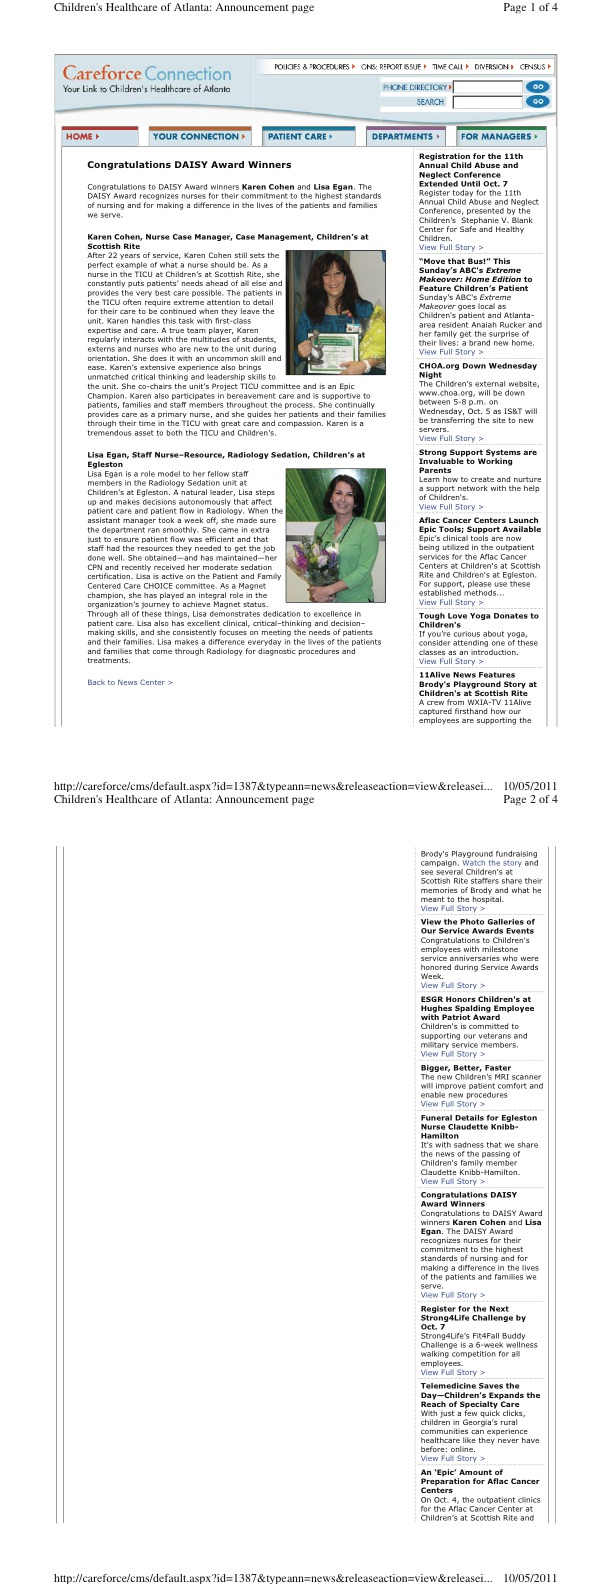 Children's Healthcare of Atlanta: Announcement page Page 1 of 4
Careforce Connection
Your Link to Children's Healthcare of Atlanta
POLICIES & PROCEDURES ONS: REPORT ISSUE TIME CALL DIVERSION CENSUS
PHONE DIRECTORY GO
SEARCH GO
HOME YOUR CONNECTION PATIENT CARE DEPARTMENTS FOR MANAGERS
Congratulations DAISY Award Winners
Congratulations to DAISY Award winners Karen Cohen and Lisa Egan. The
DAISY Award recognizes nurses for their commitment to the highest standards
of nursing and for making a difference in the lives of the patients and families
we serve.
Karen Cohen, Nurse Case Manager, Case Management, Children's at
Scottish Rite
After 22 years of service, Karen Cohen still sets the
perfect example of what a nurse should be. As a
nurse in the TICU at Children's at Scottish Rite, she
constantly puts patients' needs ahead of all else and
provides the very best care possible. The patients in
the TICU often require extreme attention to detail
for their care to be continued when they leave the
unit. Karen handles this task with first-class
expertise and care. A true team player, Karen
regularly interacts with the multitudes of students,
externs and nurses who are new to the unit during
orientation. She does it with an uncommon skill and
ease. Karen's extensive experience also brings
unmatched critical thinking and leadership skills to
the unit. She co-chairs the unit's Project TICU committee and is an Epic
Champion. Karen also participates in bereavement care and is supportive to
patients, families and staff members throughout the process. She continually
provides care as a primary nurse, and she guides her patients and their families
through their time in the TICU with great care and compassion. Karen is a
tremendous asset to both the TICU and Children's.
Lisa Egan, Staff Nurse–Resource, Radiology Sedation, Children's at
Egleston
Lisa Egan is a role model to her fellow staff
members in the Radiology Sedation unit at
Children's at Egleston. A natural leader, Lisa steps
up and makes decisions autonomously that affect
patient care and patient flow in Radiology. When the
assistant manager took a week off, she made sure
the department ran smoothly. She came in extra
just to ensure patient flow was efficient and that
staff had the resources they needed to get the job
done well. She obtained—and has maintained—her
CPN and recently received her moderate sedation
certification. Lisa is active on the Patient and Family
Centered Care CHOICE committee. As a Magnet
champion, she has played an integral role in the
organization's journey to achieve Magnet status.
Through all of these things, Lisa demonstrates dedication to excellence in
patient care. Lisa also has excellent clinical, critical–thinking and decision–
making skills, and she consistently focuses on meeting the needs of patients
and their families. Lisa makes a difference everyday in the lives of the patients
and families that come through Radiology for diagnostic procedures and
treatments.
Back to News Center >
Registration for the 11th
Annual Child Abuse and
Neglect Conference
Extended Until Oct. 7
Register today for the 11th
Annual Child Abuse and Neglect
Conference, presented by the
Children's Stephanie V. Blank
Center for Safe and Healthy
Children.
View Full Story >
"Move that Bus!" This
Sunday's ABC's Extreme
Makeover: Home Edition to
Feature Children's Patient
Sunday's ABC's Extreme
Makeover goes local as
Children's patient and Atlanta-
area resident Anaiah Rucker and
her family get the surprise of
their lives: a brand new home.
View Full Story >
CHOA.org Down Wednesday
Night
The Children's external website,
www.choa.org, will be down
between 5-8 p.m. on
Wednesday, Oct. 5 as IS&T will
be transferring the site to new
servers.
View Full Story >
Strong Support Systems are
Invaluable to Working
Parents
Learn how to create and nurture
a support network with the help
of Children's.
View Full Story >
Aflac Cancer Centers Launch
Epic Tools; Support Available
Epic's clinical tools are now
being utilized in the outpatient
services for the Aflac Cancer
Centers at Children's at Scottish
Rite and Children's at Egleston.
For support, please use these
established methods...
View Full Story >
Tough Love Yoga Donates to
Children's
If you're curious about yoga,
consider attending one of these
classes as an introduction.
View Full Story >
11Alive News Features
Brody's Playground Story at
Children's at Scottish Rite
A crew from WXIA-TV 11Alive
captured firsthand how our
employees are supporting the
http://careforce/cms/default.aspx?id=1387&typeann=news&releaseaction=view&releasei... 10/05/2011
Children's Healthcare of Atlanta: Announcement page Page 2 of 4
Brody's Playground fundraising
campaign. Watch the story and
see several Children's at
Scottish Rite staffers share their
memories of Brody and what he
meant to the hospital.
View Full Story >
View the Photo Galleries of
Our Service Awards Events
Congratulations to Children's
employees with milestone
service anniversaries who were
honored during Service Awards
Week.
View Full Story >
ESGR Honors Children's at
Hughes Spalding Employee
with Patriot Award
Children's is committed to
supporting our veterans and
military service members.
View Full Story >
Bigger, Better, Faster
The new Children's MRI scanner
will improve patient comfort and
enable new procedures
View Full Story >
Funeral Details for Egleston
Nurse Claudette Knibb-
Hamilton
It's with sadness that we share
the news of the passing of
Children's family member
Claudette Knibb-Hamilton.
View Full Story >
Congratulations DAISY
Award Winners
Congratulations to DAISY Award
winners Karen Cohen and Lisa
Egan. The DAISY Award
recognizes nurses for their
commitment to the highest
standards of nursing and for
making a difference in the lives
of the patients and families we
serve.
View Full Story >
Register for the Next
Strong4Life Challenge by
Oct. 7
Strong4Life's Fit4Fall Buddy
Challenge is a 6-week wellness
walking competition for all
employees.
View Full Story >
Telemedicine Saves the
Day—Children's Expands the
Reach of Specialty Care
With just a few quick clicks,
children in Georgia's rural
communities can experience
healthcare like they never have
before: online.
View Full Story >
An 'Epic' Amount of
Preparation for Aflac Cancer
Centers
On Oct. 4, the outpatient clinics
for the Aflac Cancer Center at
Children's at Scottish Rite and
http://careforce/cms/default.aspx?id=1387&typeann=news&releaseaction=view&releasei... 10/05/2011